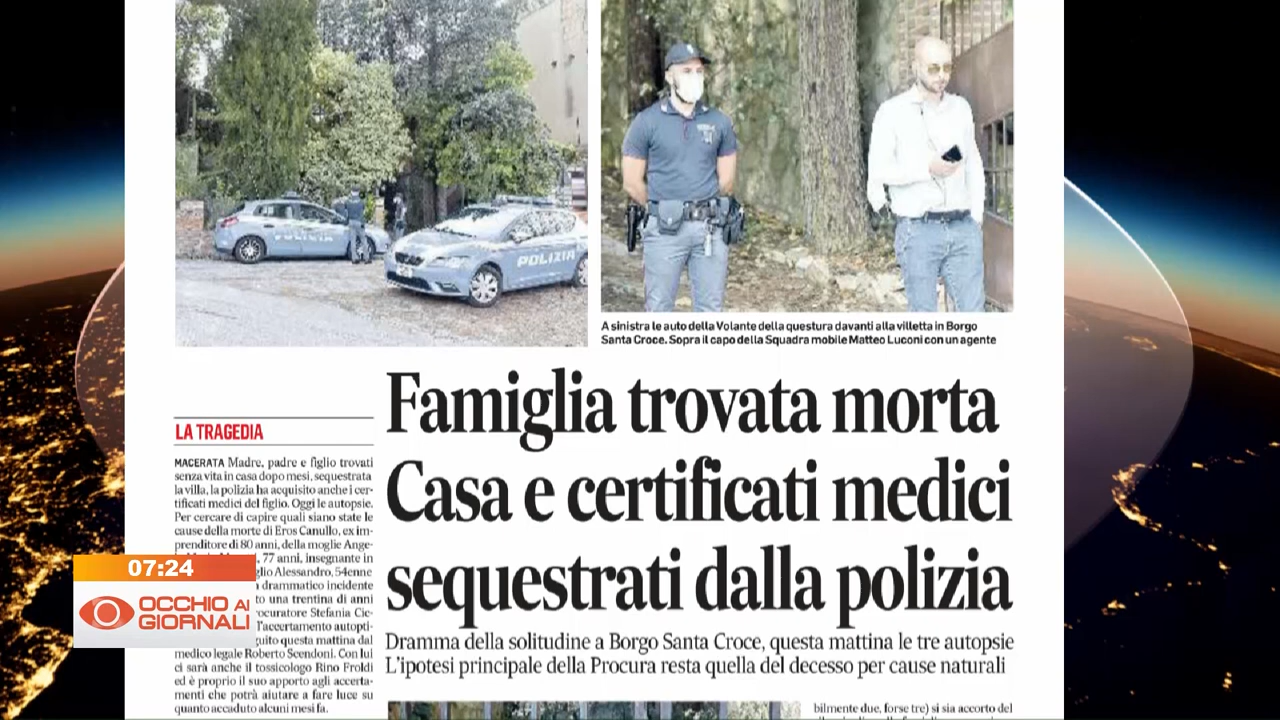 POLIZIA
POLIZIA
A sinistra le auto della Volante della questura davanti alla villetta in Borgo
Santa Croce. Sopra il capo della Squadra mobile Matteo Luconi con un agente
Famiglia trovata morta
Casa e certificati medici
sequestrati dalla polizia
Dramma della solitudine a Borgo Santa Croce, questa mattina le tre autopsie
L'ipotesi principale della Procura resta quella del decesso per cause naturali
LA TRAGEDIA
MACERATA Madre, padre e figlio trovati
senza vita in casa dopo mesi, sequestrata
la villa, la polizia ha acquisito anche i cer-
tificati medici del figlio. Oggi le autopsie.
Per cercare di capire quali siano state le
cause della morte di Eros Canullo, ex im-
prenditore di 80 anni, della moglie Ange-
77 anni, insegnante in
glio Alessandro, 54enne
drammatico incidente
to una trentina di anni
rocuratore Stefania Cic-
l'accertamento autopti-
guito questa mattina dal
medico legale Roberto Scendoni. Con lui
ci sarà anche il tossicologo Rino Froldi
ed è proprio il suo apporto agli accerta-
menti che potrà aiutare a fare luce su
quanto accaduto alcuni mesi fa.
bilmente due, forse tre) si sia accorto del
07:24
OCCHIO AI
GIORNALI